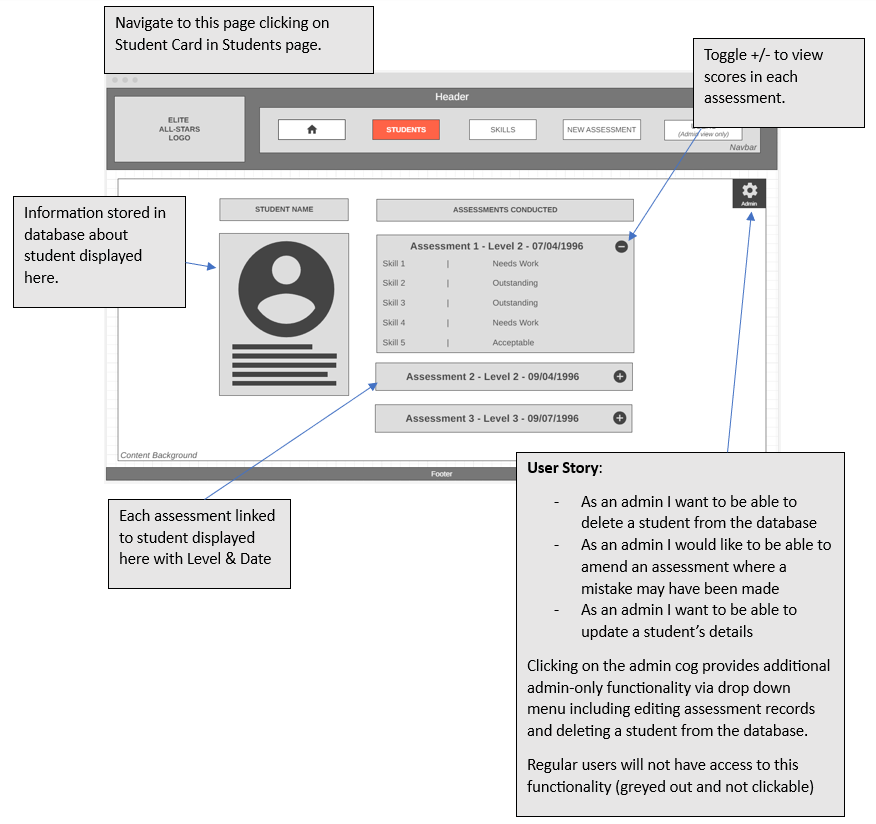 Navigate to this page clicking on
Student Card in Students page.
Toggle +/- to view
scores in each
assessment.
Header
ELITE
ALL-STARS
LOGO
STUDENTS
SKILLS
NEW ASSESSMENT
(Admin view only)
Navbar
Information stored in
database about
student displayed
here.
STUDENT NAME
ASSESSMENTS CONDUCTED
Admin
Assessment 1 - Level 2 - 07/04/1996
Skill 1 | Needs Work
Skill 2 | Outstanding
Skill 3 | Outstanding
Skill 4 | Needs Work
Skill 5 | Acceptable
Assessment 2 - Level 2 - 09/04/1996
Assessment 3 - Level 3 - 09/07/1996
Content Background
Footer
Each assessment linked
to student displayed
here with Level & Date
User Story:
- As an admin I want to be able to
delete a student from the database
- As an admin I would like to be able to
amend an assessment where a
mistake may have been made
- As an admin I want to be able to
update a student’s details
Clicking on the admin cog provides additional
admin-only functionality via drop down
menu including editing assessment records
and deleting a student from the database.
Regular users will not have access to this
functionality (greyed out and not clickable)